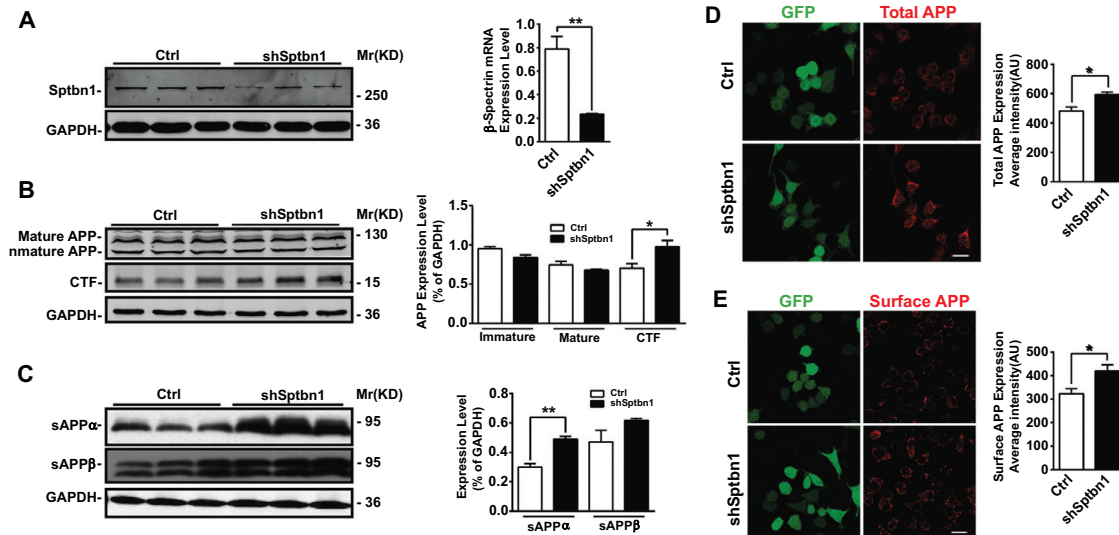 A
Ctrl
shSptbn1
Mr(KD)
Sptbn1-
- 250
GAPDH-
- 36
β-Spectrin mRNA
Expression Level
1.0
0.8
0.6
0.4
0.2
0.0
**
Ctrl
shSptbn1
B
Ctrl
shSptbn1
Mr(KD)
Mature APP-
nmature APP-
- 130
CTF-
- 15
GAPDH-
- 36
APP Expression Level
(% of GAPDH)
1.5
1.0
0.5
0.0
Ctrl
shSptbn1
*
Immature
Mature
CTF
C
Ctrl
shSptbn1
Mr(KD)
sAPPα
- 95
sAPPβ
- 95
GAPDH-
- 36
Expression Level
(% of GAPDH)
0.8
0.6
0.4
0.2
0.0
Ctrl
shSptbn1
**
sAPPα
sAPPβ
D
GFP
Total APP
Ctrl
shSptbn1
Total APP Expression
Average intensity(AU)
800
600
400
200
0
*
Ctrl
shSptbn1
E
GFP
Surface APP
Ctrl
shSptbn1
Surface APP Expression
Average intensity(AU)
500
400
300
200
100
0
*
Ctrl
shSptbn1